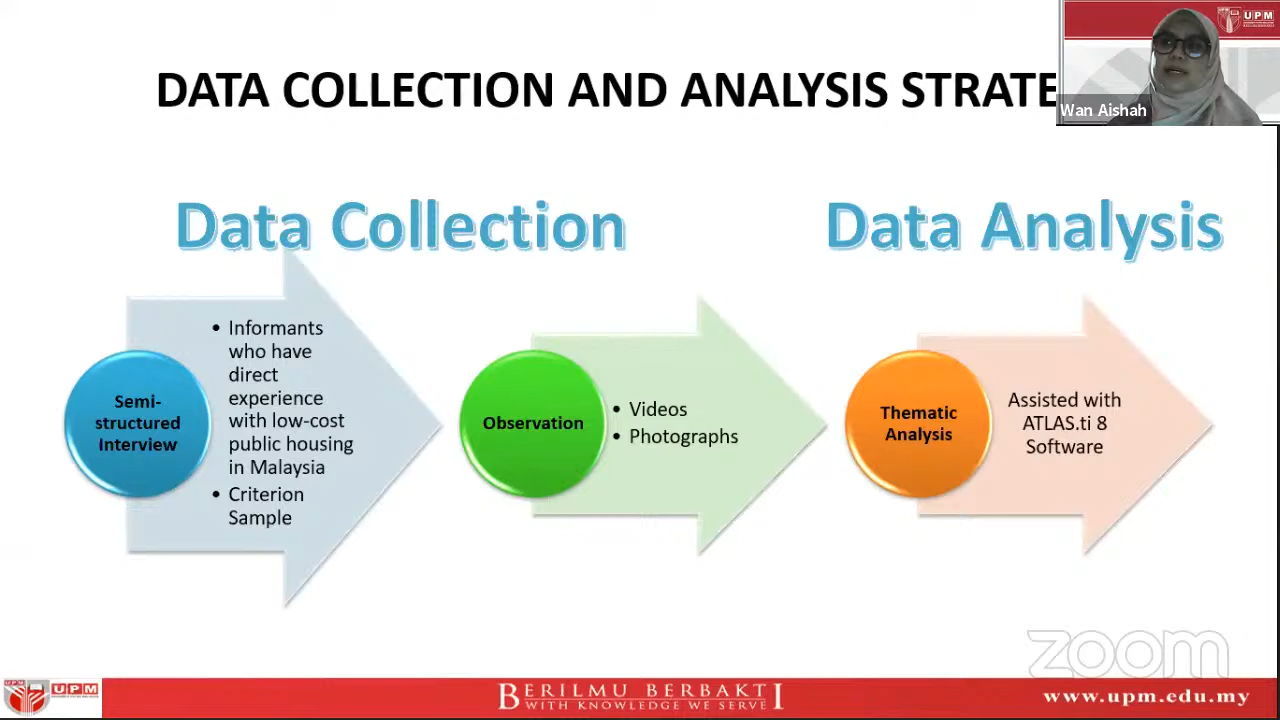 UPM
Wan Aishah
DATA COLLECTION AND ANALYSIS STRATE
Data Collection
Data Analysis
Semi-
structured
Interview
• Informants
who have
direct
experience
with low-cost
public housing
in Malaysia
• Criterion
Sample
Observation
• Videos
• Photographs
Thematic
Analysis
Assisted with
ATLAS.ti 8
Software
zoom
UPM
BERILMU BERBAKTI
WITH KNOWLEDGE WE SERVE
www.upm.edu.my